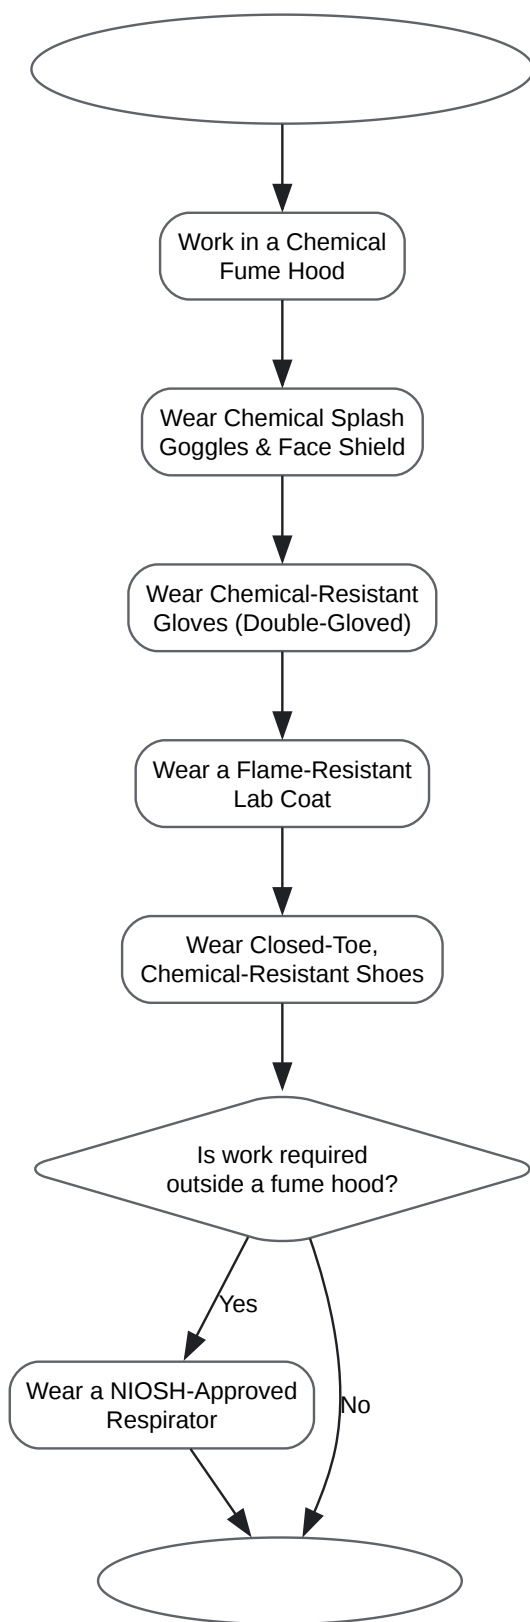 Work in a Chemical
Fume Hood
Wear Chemical Splash
Goggles & Face Shield
Wear Chemical-Resistant
Gloves (Double-Gloved)
Wear a Flame-Resistant
Lab Coat
Wear Closed-Toe,
Chemical-Resistant Shoes
Is work required
outside a fume hood?
Yes
Wear a NIOSH-Approved
Respirator
No